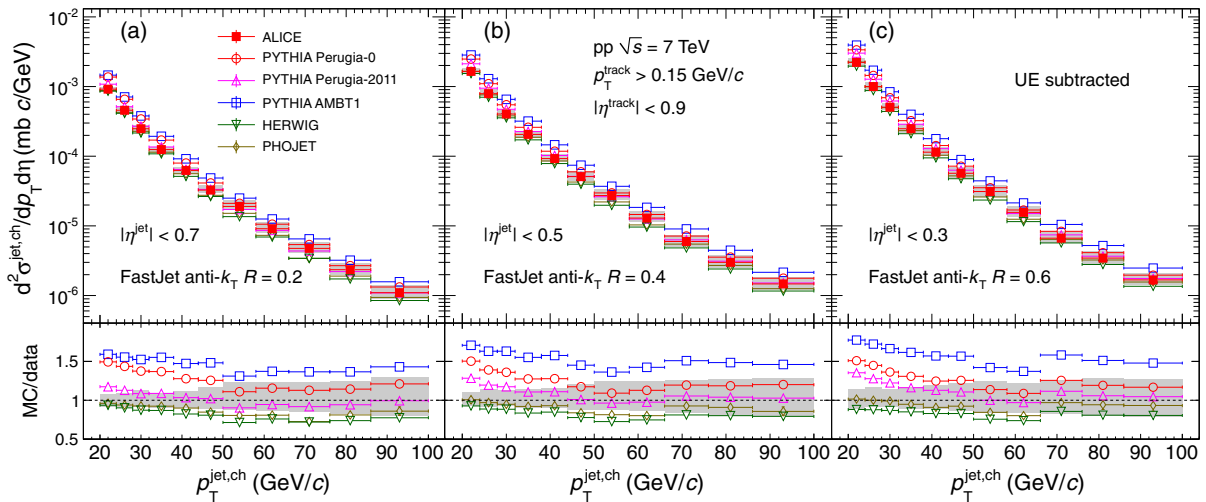 (a)
ALICE
PYTHIA Perugia-0
PYTHIA Perugia-2011
PYTHIA AMBT1
HERWIG
PHOJET
|η^jet| < 0.7
FastJet anti-k_T R = 0.2
(b)
pp √s = 7 TeV
p_T^track > 0.15 GeV/c
|η^track| < 0.9
|η^jet| < 0.5
FastJet anti-k_T R = 0.4
(c)
UE subtracted
|η^jet| < 0.3
FastJet anti-k_T R = 0.6
d²σ^jet,ch/dp_T dη (mb c/GeV)
10⁻²
10⁻³
10⁻⁴
10⁻⁵
10⁻⁶
MC/data
1.5
1
0.5
20 30 40 50 60 70 80 90 100 20 30 40 50 60 70 80 90 100 20 30 40 50 60 70 80 90 100
p_T^jet,ch (GeV/c) p_T^jet,ch (GeV/c) p_T^jet,ch (GeV/c)